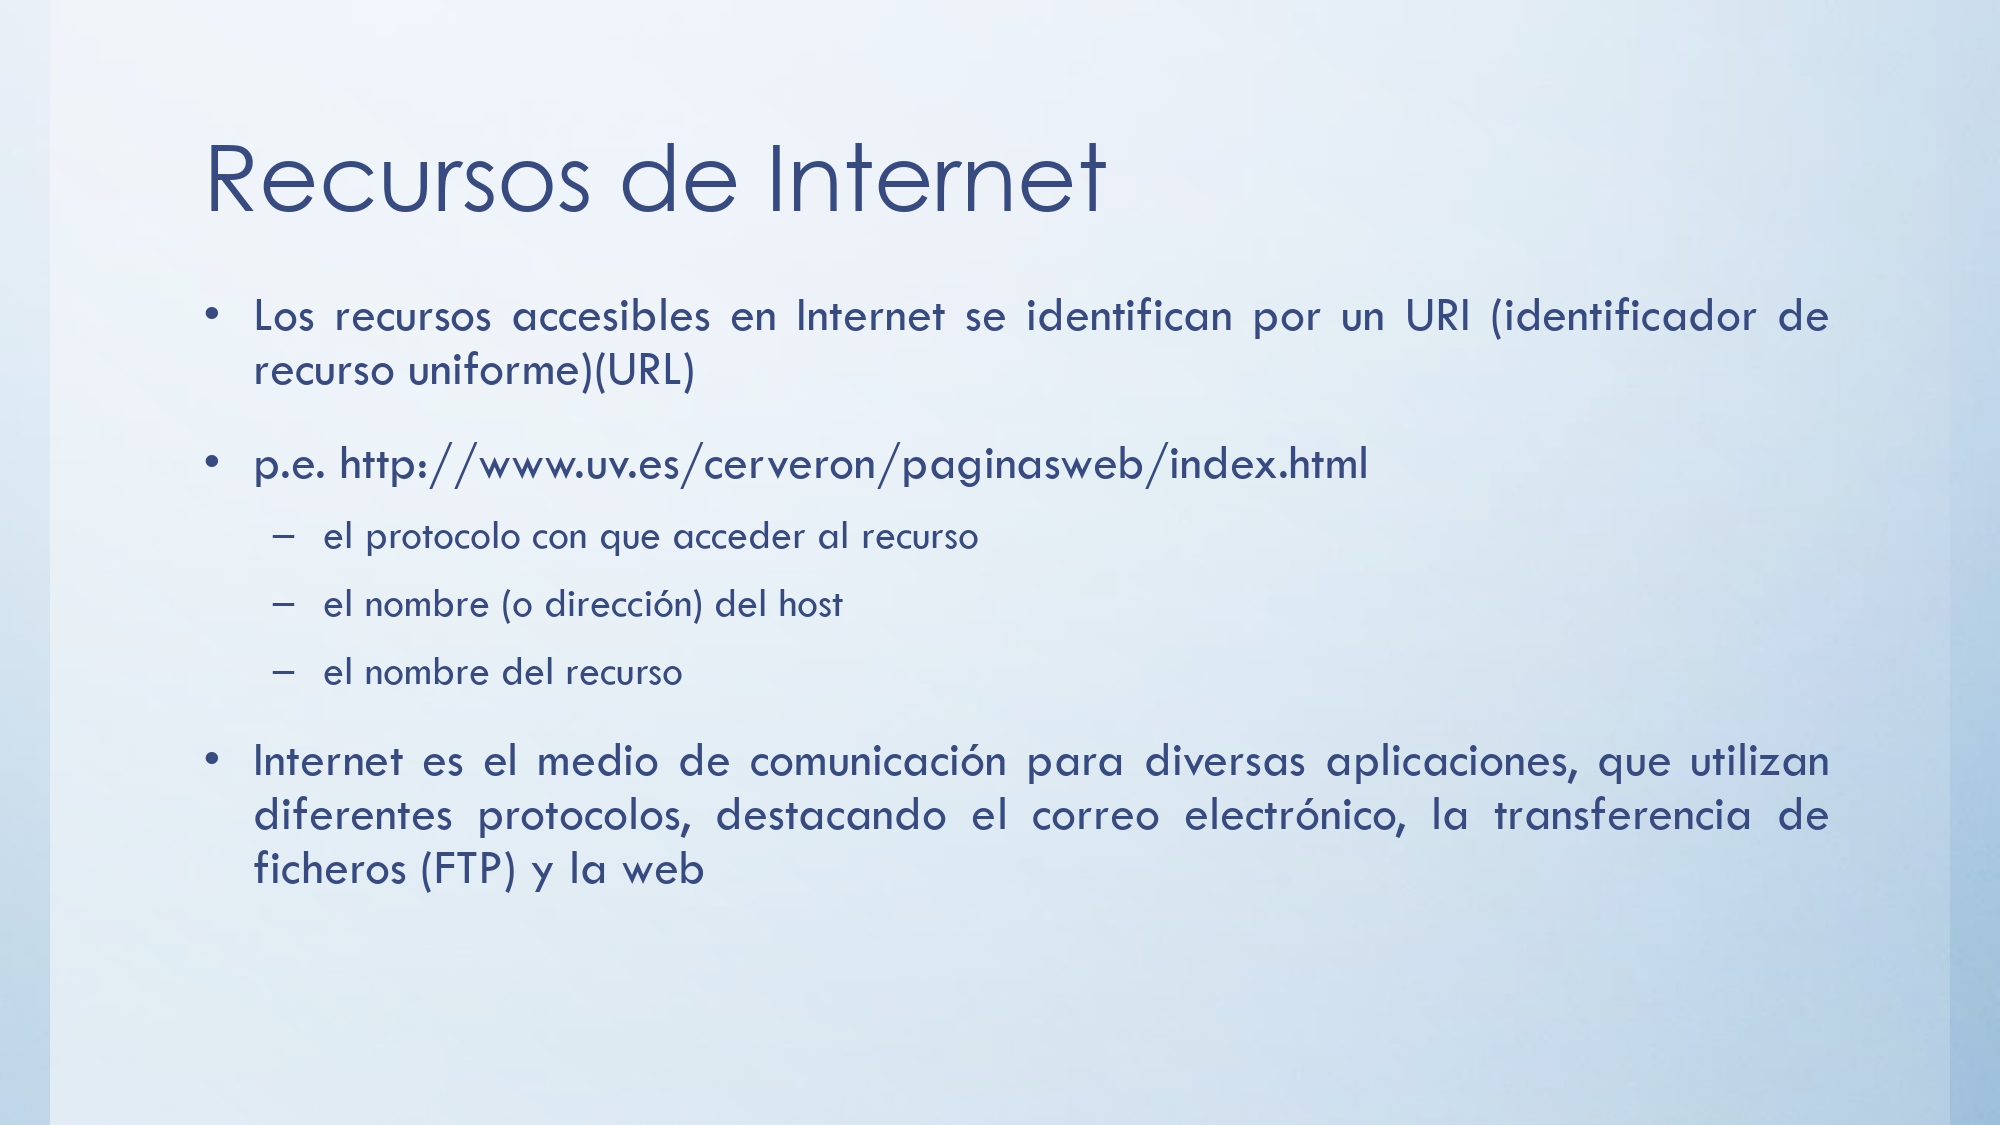 Recursos de Internet
• Los recursos accesibles en Internet se identifican por un URI (identificador de
recurso uniforme)(URL)
• p.e. http://www.uv.es/cerveron/paginasweb/index.html
– el protocolo con que acceder al recurso
– el nombre (o dirección) del host
– el nombre del recurso
• Internet es el medio de comunicación para diversas aplicaciones, que utilizan
diferentes protocolos, destacando el correo electrónico, la transferencia de
ficheros (FTP) y la web